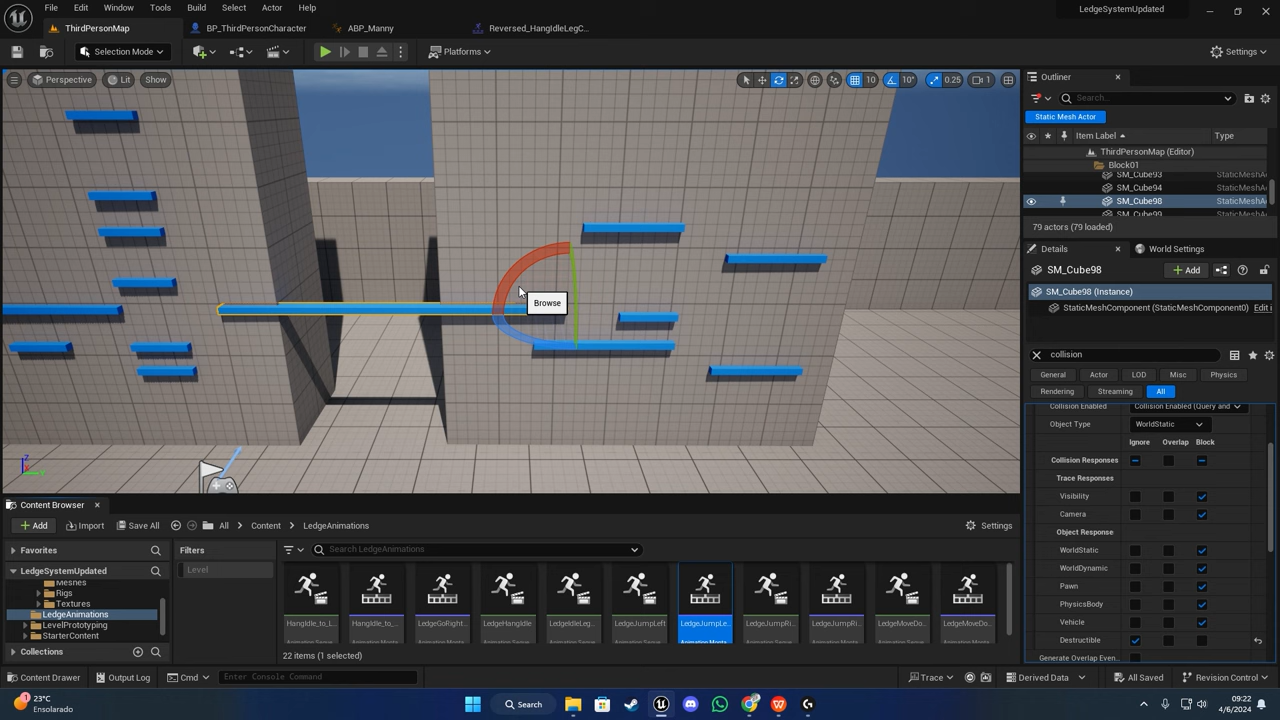 File Edit Window Tools Build Select Actor Help
LedgeSystemUpdated
ThirdPersonMap
BP_ThirdPersonCharacter
ABP_Manny
Reversed_HangIdleLegC...
Selection Mode
Platforms
Settings
Perspective
Lit
Show
10
10°
0.25
1
Browse
Outliner
Search...
Static Mesh Actor
Item Label
Type
ThirdPersonMap (Editor)
Block01
SM_Cube93 StaticMeshA
SM_Cube94 StaticMeshA
SM_Cube98 StaticMeshA
SM_Cube99 StaticMeshA
79 actors (79 loaded)
Details
World Settings
SM_Cube98
Add
SM_Cube98 (Instance)
StaticMeshComponent (StaticMeshComponent0) Edit i
collision
General Actor LOD Misc Physics
Rendering Streaming All
Collision Enabled Collision Enabled (Query and
Object Type WorldStatic
Ignore Overlap Block
Collision Responses
Trace Responses
Visibility
Camera
Object Response
WorldStatic
WorldDynamic
Pawn
PhysicsBody
Vehicle
Destructible
Generate Overlap Even...
Content Browser
Add
Import
Save All
All > Content > LedgeAnimations
Settings
Favorites
LedgeSystemUpdated
Meshes
Rigs
Textures
LedgeAnimations
LevelPrototyping
StarterContent
Collections
Filters
Level
Search LedgeAnimations
HangIdle_to_L HangIdle_to_... LedgeGoRight... LedgeHangIdle LedgeIdleLeg... LedgeJumpLeft LedgeJumpLe... LedgeJumpRi... LedgeJumpRi... LedgeMoveDo... LedgeMoveDo...
22 items (1 selected)
Content Drawer
Output Log
Cmd
Enter Console Command
Trace
Derived Data
All Saved
Revision Control
1
23°C
Ensolarado
Search
09:22
4/6/2024